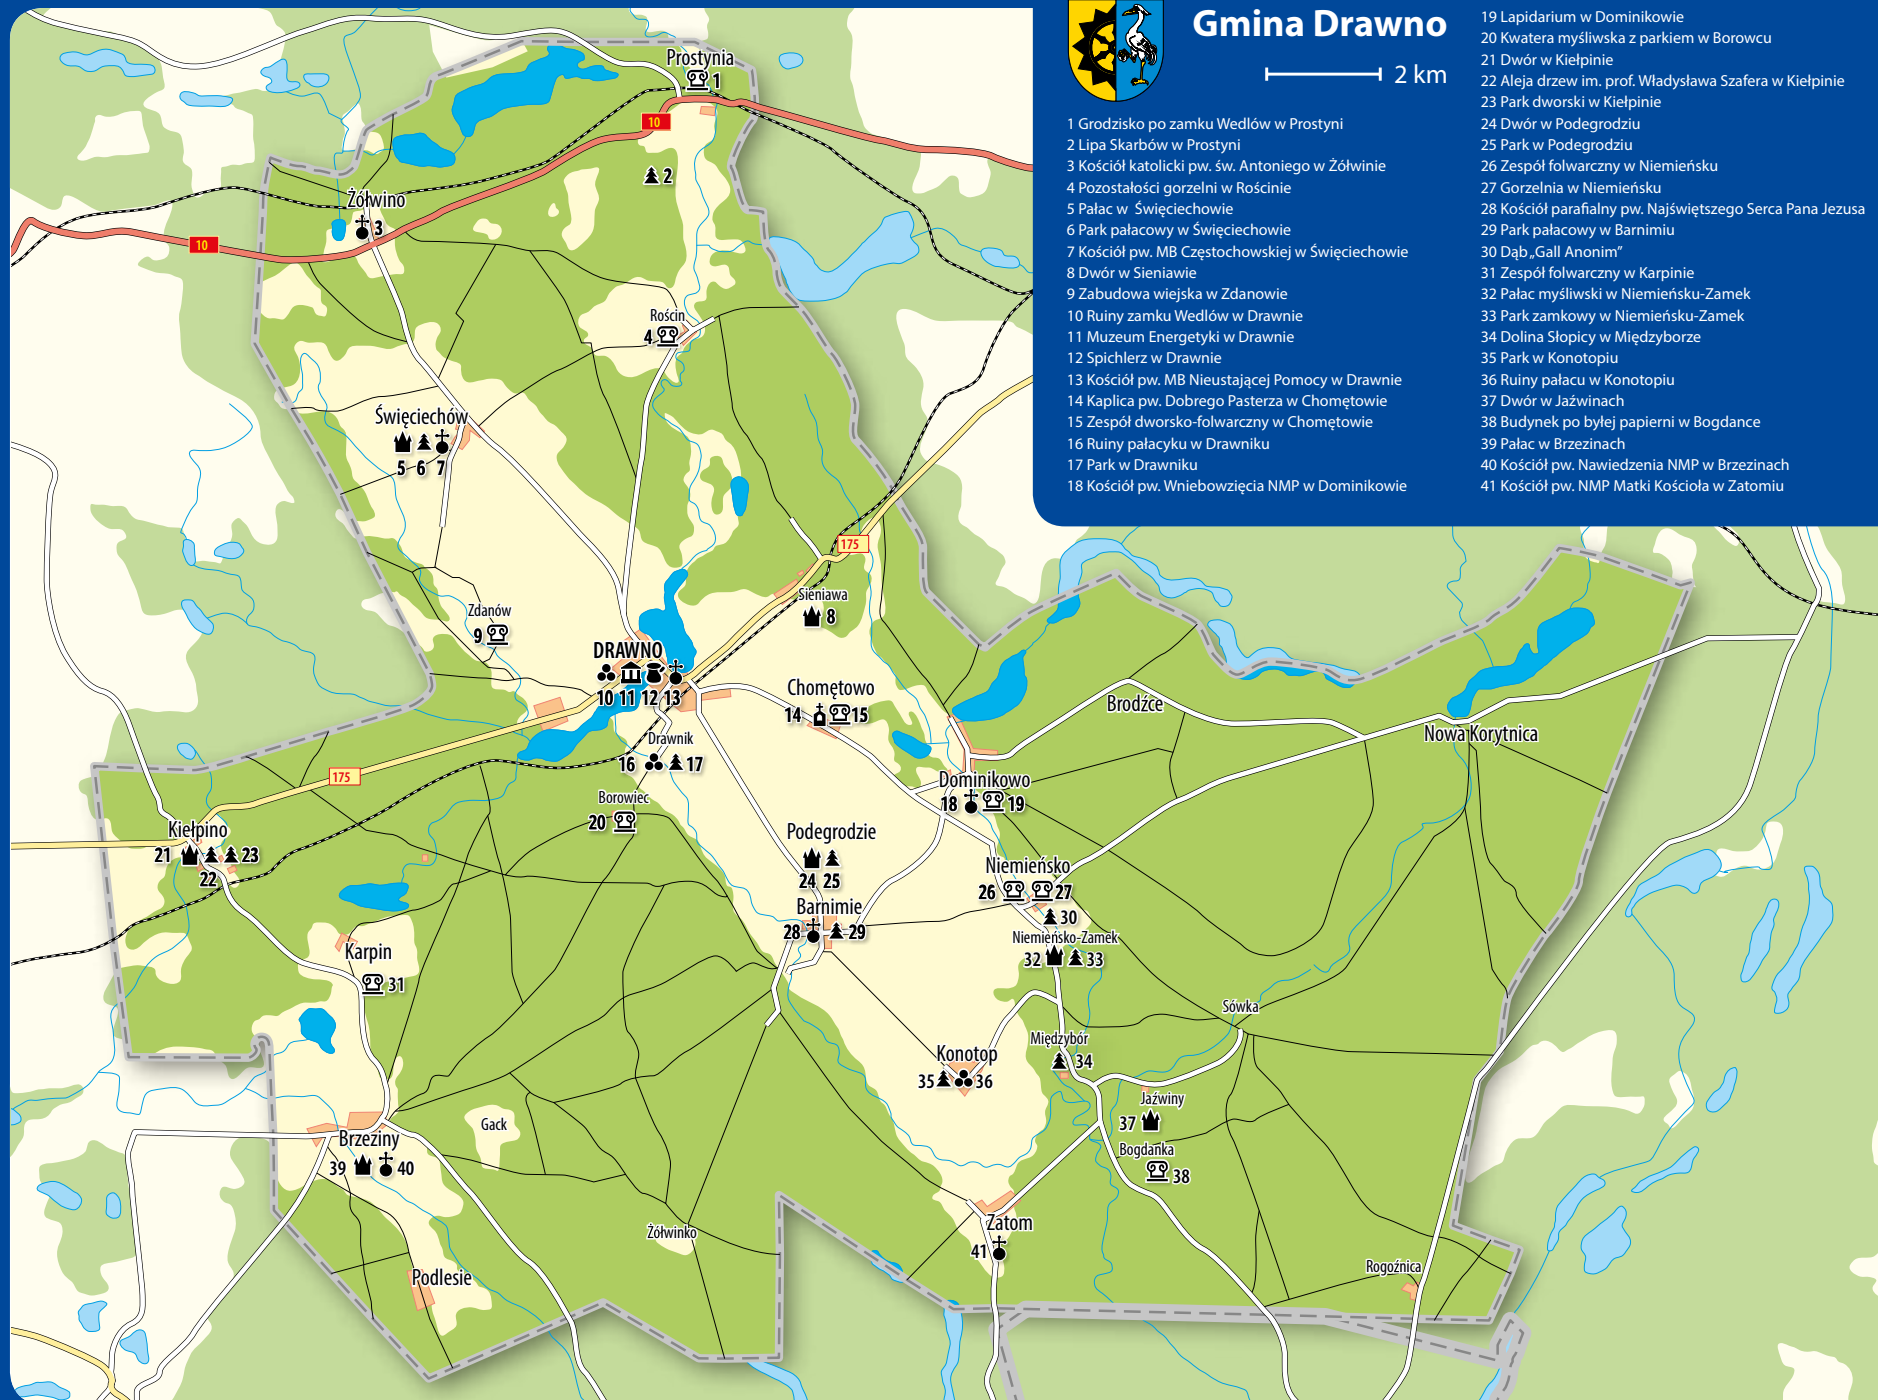 Gmina Drawno
2 km
1 Grodzisko po zamku Wedlów w Prostyni
2 Lipa Skarbów w Prostyni
3 Kościół katolicki pw. św. Antoniego w Żółwinie
4 Pozostałości gorzelni w Rościnie
5 Pałac w Święciechowie
6 Park pałacowy w Święciechowie
7 Kościół pw. MB Częstochowskiej w Święciechowie
8 Dwór w Sieniawie
9 Zabudowa wiejska w Zdanowie
10 Ruiny zamku Wedlów w Drawnie
11 Muzeum Energetyki w Drawnie
12 Spichlerz w Drawnie
13 Kościół pw. MB Nieustającej Pomocy w Drawnie
14 Kaplica pw. Dobrego Pasterza w Chomętowie
15 Zespół dworsko-folwarczny w Chomętowie
16 Ruiny pałacyku w Drawniku
17 Park w Drawniku
18 Kościół pw. Wniebowzięcia NMP w Dominikowie
19 Lapidarium w Dominikowie
20 Kwatera myśliwska z parkiem w Borowcu
21 Dwór w Kiełpinie
22 Aleja drzew im. prof. Władysława Szafera w Kiełpinie
23 Park dworski w Kiełpinie
24 Dwór w Podegrodziu
25 Park w Podegrodziu
26 Zespół folwarczny w Niemieńsku
27 Gorzelnia w Niemieńsku
28 Kościół parafialny pw. Najświętszego Serca Pana Jezusa
29 Park pałacowy w Barnimiu
30 Dąb „Gall Anonim”
31 Zespół folwarczny w Karpinie
32 Pałac myśliwski w Niemieńsku-Zamek
33 Park zamkowy w Niemieńsku-Zamek
34 Dolina Słopicy w Międzyborze
35 Park w Konotopiu
36 Ruiny pałacu w Konotopiu
37 Dwór w Jaźwinach
38 Budynek po byłej papierni w Bogdance
39 Pałac w Brzezinach
40 Kościół pw. Nawiedzenia NMP w Brzezinach
41 Kościół pw. NMP Matki Kościoła w Zatomiu
Prostynia
1
10
2
Żółwino
3
10
Rościn
4
Święciechów
5 6 7
175
Sieniawa
8
Zdanów
9
DRAWNO
10 11 12 13
Chomętowo
14 15
Brodźce
Nowa Korytnica
Drawnik
16 17
175
Dominikowo
18 19
Borowiec
20
Kiełpino
21 23
22
Podegrodzie
24 25
Niemieńsko
26 27
Barnimie
28 29
30
Niemieńsko-Zamek
32 33
Karpin
31
Sówka
Międzybór
34
Konotop
35 36
Jaźwiny
37
Gack
Brzeziny
39 40
Bogdanka
38
Zatom
41
Żółwinko
Podlesie
Rogoźnica